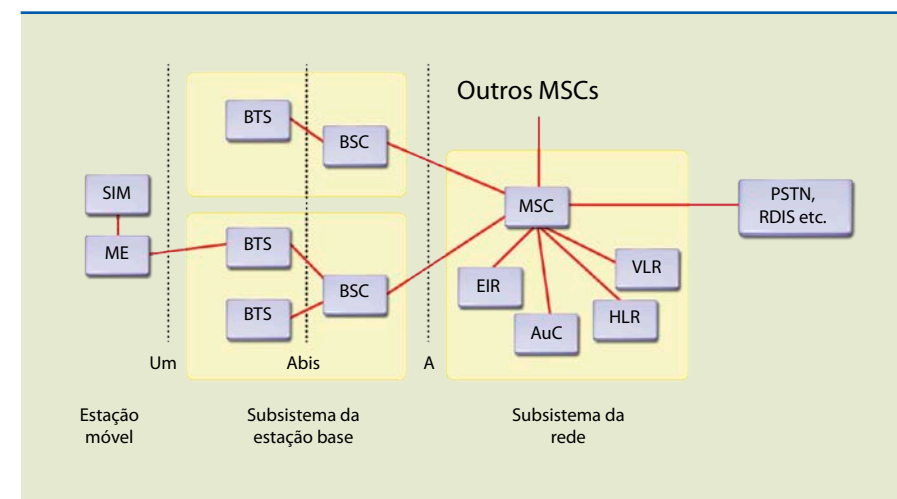 Outros MSCs
BTS
BSC
SIM
ME
BTS
BTS
BSC
MSC
PSTN,
RDIS etc.
EIR
AuC
HLR
VLR
Um
Abis
A
Estação
móvel
Subsistema da
estação base
Subsistema da
rede